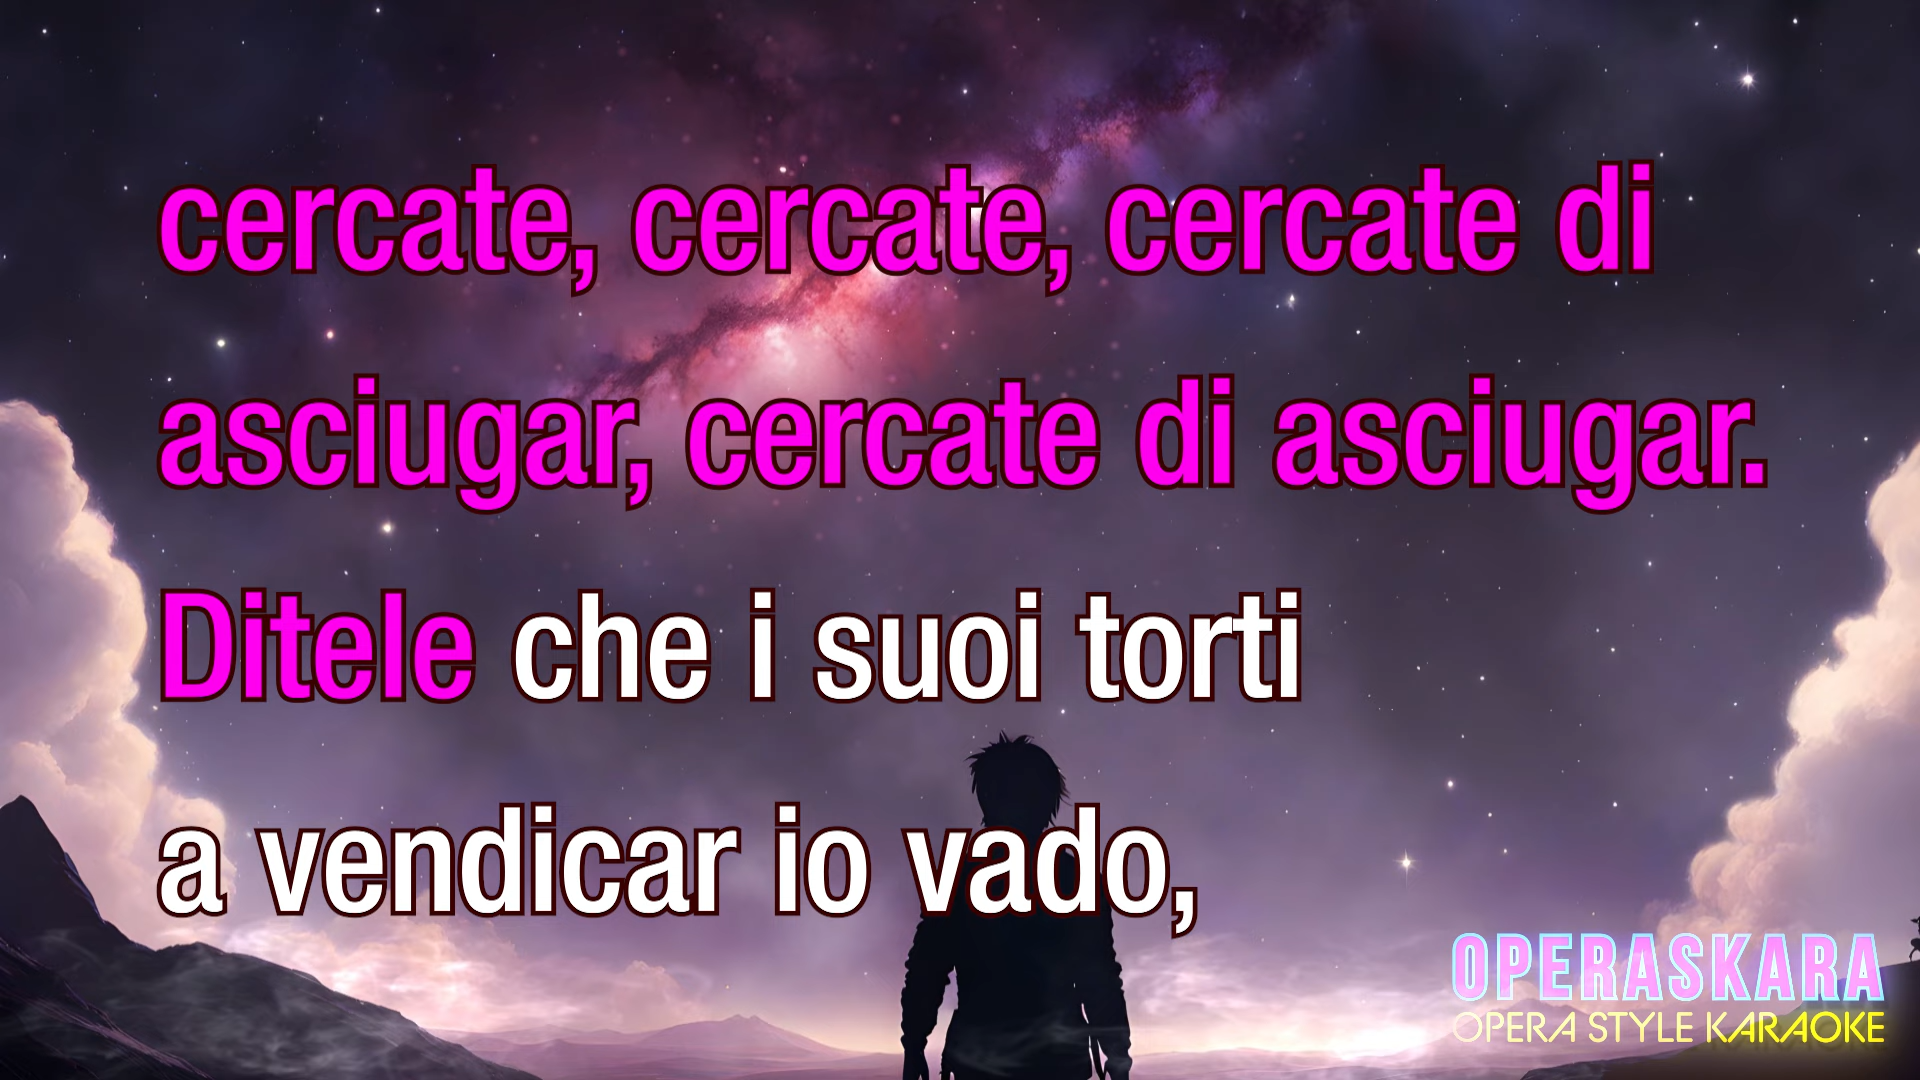 cercate, cercate, cercate di
asciugar, cercate di asciugar.
Ditele che i suoi torti
a vendicar io vado,
OPERASKARA
OPERA STYLE KARAOKE